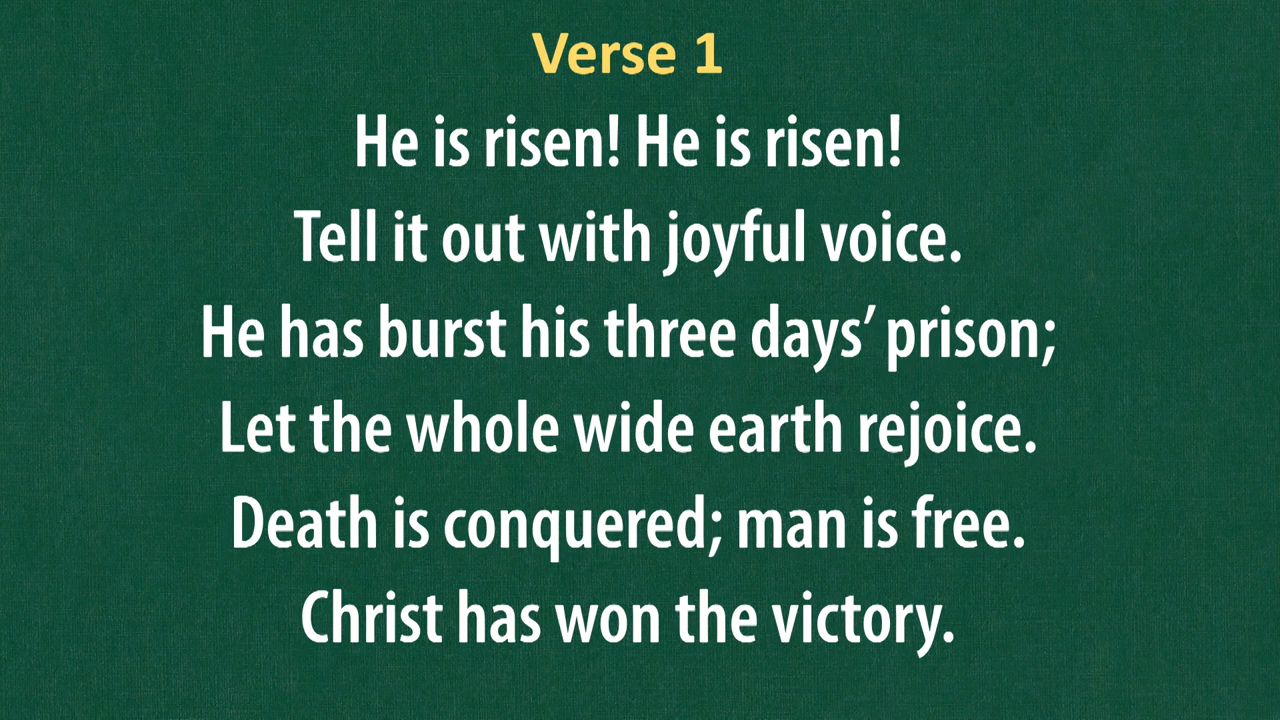 Verse 1
He is risen! He is risen!
Tell it out with joyful voice.
He has burst his three days’ prison;
Let the whole wide earth rejoice.
Death is conquered; man is free.
Christ has won the victory.